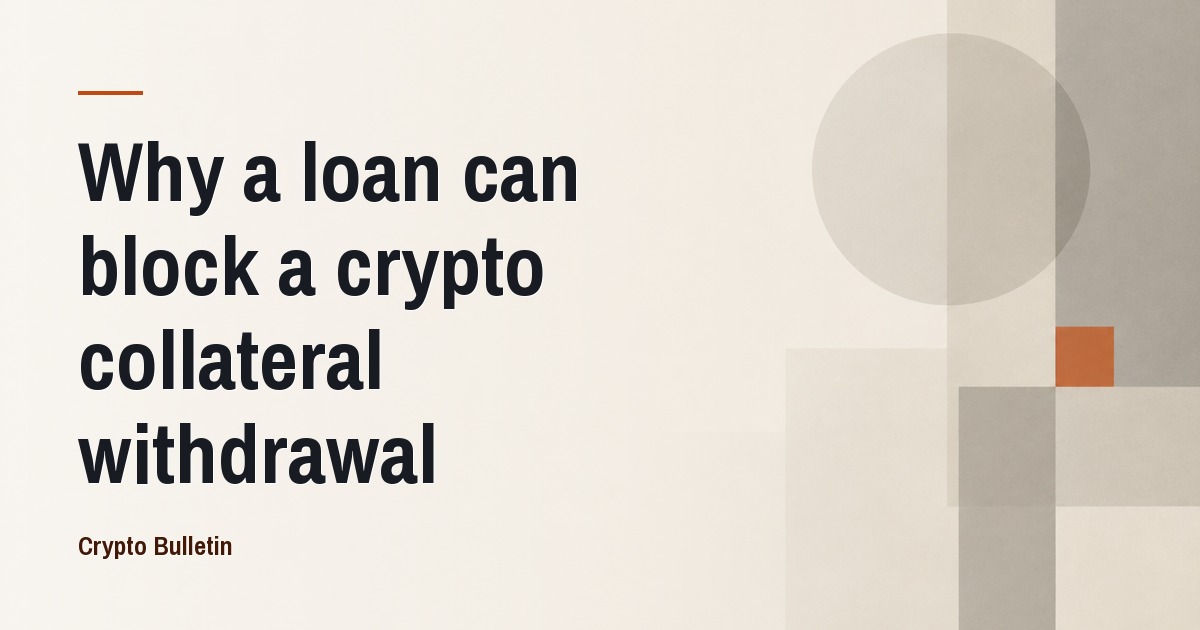 Why a loan can
block a crypto
collateral
withdrawal
Crypto Bulletin